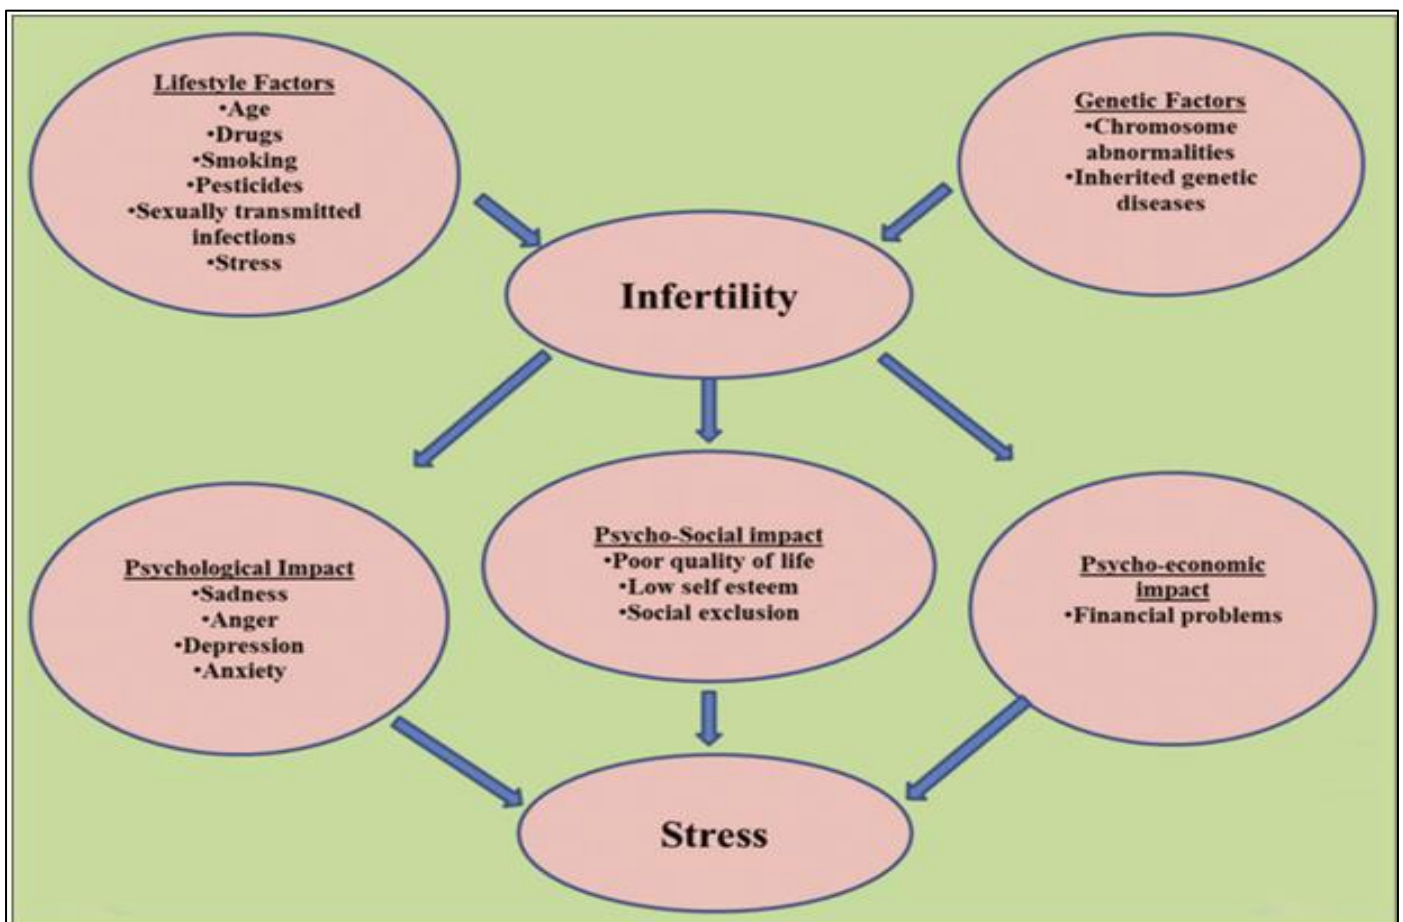 Lifestyle Factors
•Age
•Drugs
•Smoking
•Pesticides
•Sexually transmitted
infections
•Stress
Genetic Factors
•Chromosome
abnormalities
•Inherited genetic
diseases
Infertility
Psychological Impact
•Sadness
•Anger
•Depression
•Anxiety
Psycho-Social impact
•Poor quality of life
•Low self esteem
•Social exclusion
Psycho-economic
impact
•Financial problems
Stress